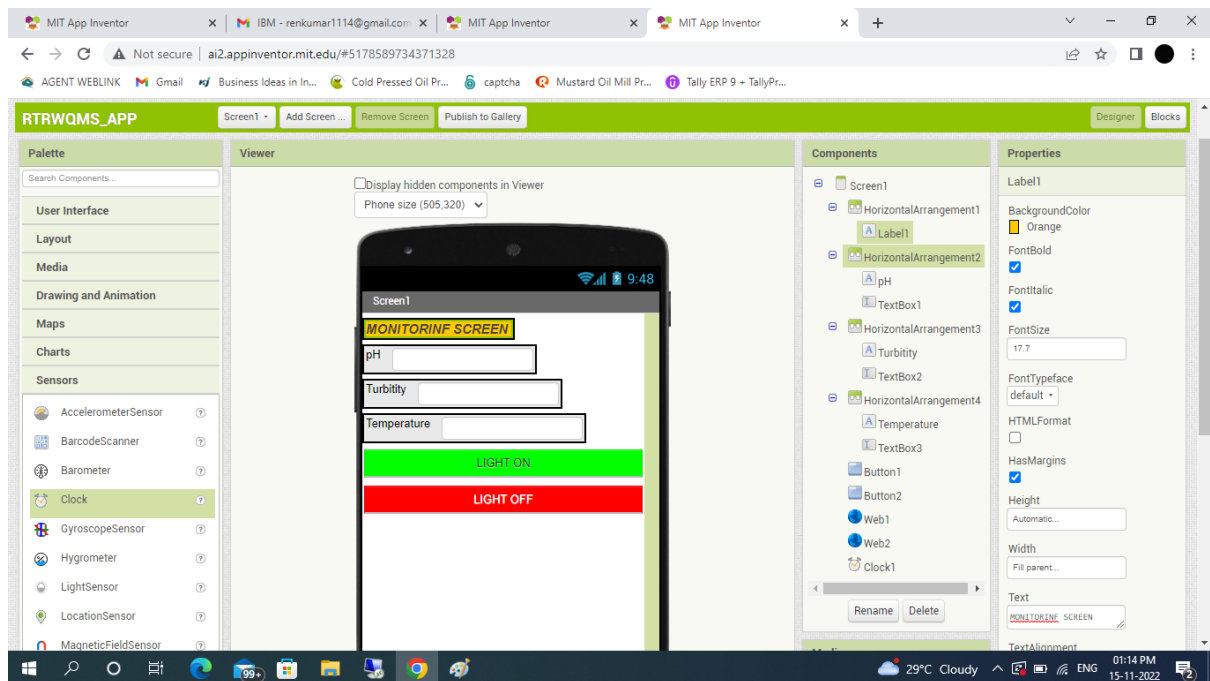 MIT App Inventor
IBM - renkumar1114@gmail.com
MIT App Inventor
MIT App Inventor
Not secure | ai2.appinventor.mit.edu/#5178589734371328
AGENT WEBLINK
Gmail
Business Ideas in In...
Cold Pressed Oil Pr...
captcha
Mustard Oil Mill Pr...
Tally ERP 9 + TallyPr...
RTRWQMS_APP
Screen1
Add Screen ...
Remove Screen
Publish to Gallery
Designer
Blocks
Palette
Search Components...
User Interface
Layout
Media
Drawing and Animation
Maps
Charts
Sensors
AccelerometerSensor
BarcodeScanner
Barometer
Clock
GyroscopeSensor
Hygrometer
LightSensor
LocationSensor
MagneticFieldSensor
Viewer
Display hidden components in Viewer
Phone size (505,320)
9:48
Screen1
MONITORINF SCREEN
pH
Turbitity
Temperature
LIGHT ON
LIGHT OFF
Components
Screen1
HorizontalArrangement1
Label1
HorizontalArrangement2
pH
TextBox1
HorizontalArrangement3
Turbitity
TextBox2
HorizontalArrangement4
Temperature
TextBox3
Button1
Button2
Web1
Web2
Clock1
Rename
Delete
Properties
Label1
BackgroundColor
Orange
FontBold
FontItalic
FontSize
17.7
FontTypeface
default
HTMLFormat
HasMargins
Height
Automatic...
Width
Fill parent...
Text
MONITORINF SCREEN
TextAlignment
99+
29°C Cloudy
ENG
01:14 PM
15-11-2022
2